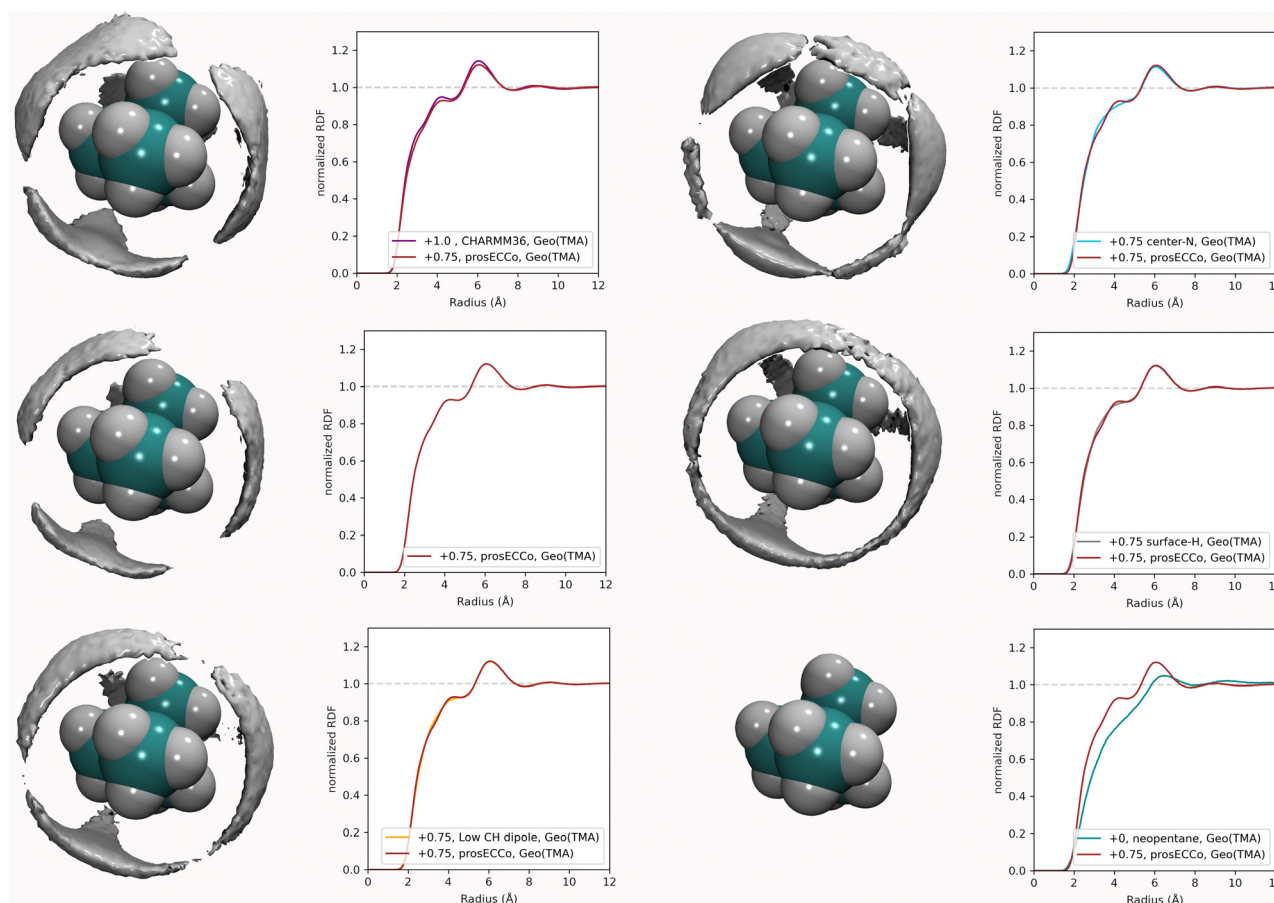 1.2
1.0
0.8
0.6
0.4
0.2
0.0
normalized RDF
+1.0 , CHARMM36, Geo(TMA)
+0.75, prosECCo, Geo(TMA)
0 2 4 6 8 10 12
Radius (Å)
1.2
1.0
0.8
0.6
0.4
0.2
0.0
normalized RDF
+0.75 center-N, Geo(TMA)
+0.75, prosECCo, Geo(TMA)
0 2 4 6 8 10 12
Radius (Å)
1.2
1.0
0.8
0.6
0.4
0.2
0.0
normalized RDF
+0.75, prosECCo, Geo(TMA)
0 2 4 6 8 10 12
Radius (Å)
1.2
1.0
0.8
0.6
0.4
0.2
0.0
normalized RDF
+0.75 surface-H, Geo(TMA)
+0.75, prosECCo, Geo(TMA)
0 2 4 6 8 10 12
Radius (Å)
1.2
1.0
0.8
0.6
0.4
0.2
0.0
normalized RDF
+0.75, Low CH dipole, Geo(TMA)
+0.75, prosECCo, Geo(TMA)
0 2 4 6 8 10 12
Radius (Å)
1.2
1.0
0.8
0.6
0.4
0.2
0.0
normalized RDF
+0, neopentane, Geo(TMA)
+0.75, prosECCo, Geo(TMA)
0 2 4 6 8 10 12
Radius (Å)